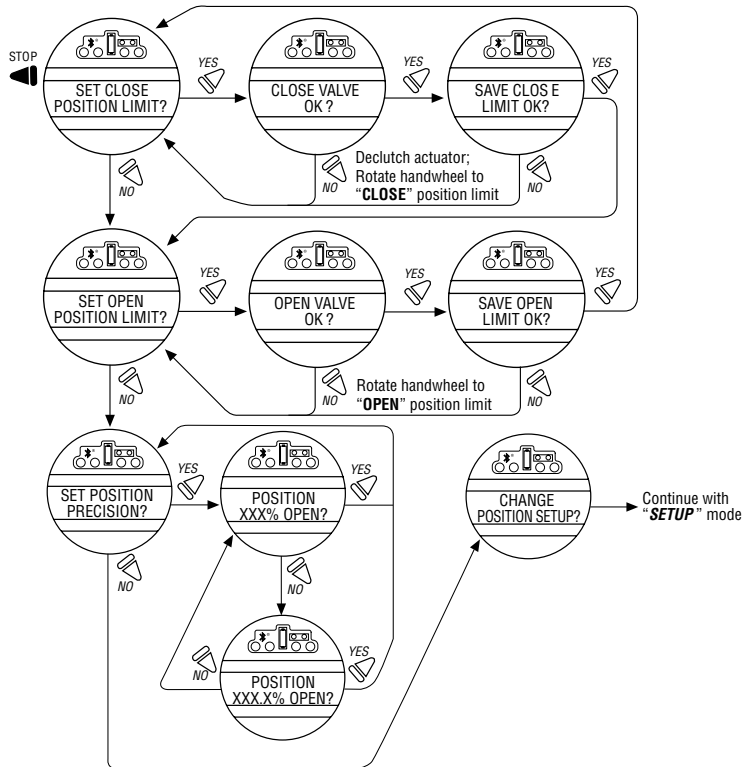 STOP
SET CLOSE
POSITION LIMIT?
YES
NO
CLOSE VALVE
OK ?
YES
NO
SAVE CLOS E
LIMIT OK?
YES
NO
Declutch actuator;
Rotate handwheel to
“CLOSE” position limit
SET OPEN
POSITION LIMIT?
YES
NO
OPEN VALVE
OK ?
YES
NO
SAVE OPEN
LIMIT OK?
YES
NO
Rotate handwheel to
“OPEN” position limit
SET POSITION
PRECISION?
YES
NO
POSITION
XXX% OPEN?
YES
NO
POSITION
XXX.X% OPEN?
YES
NO
CHANGE
POSITION SETUP?
Continue with
“SETUP ” mode